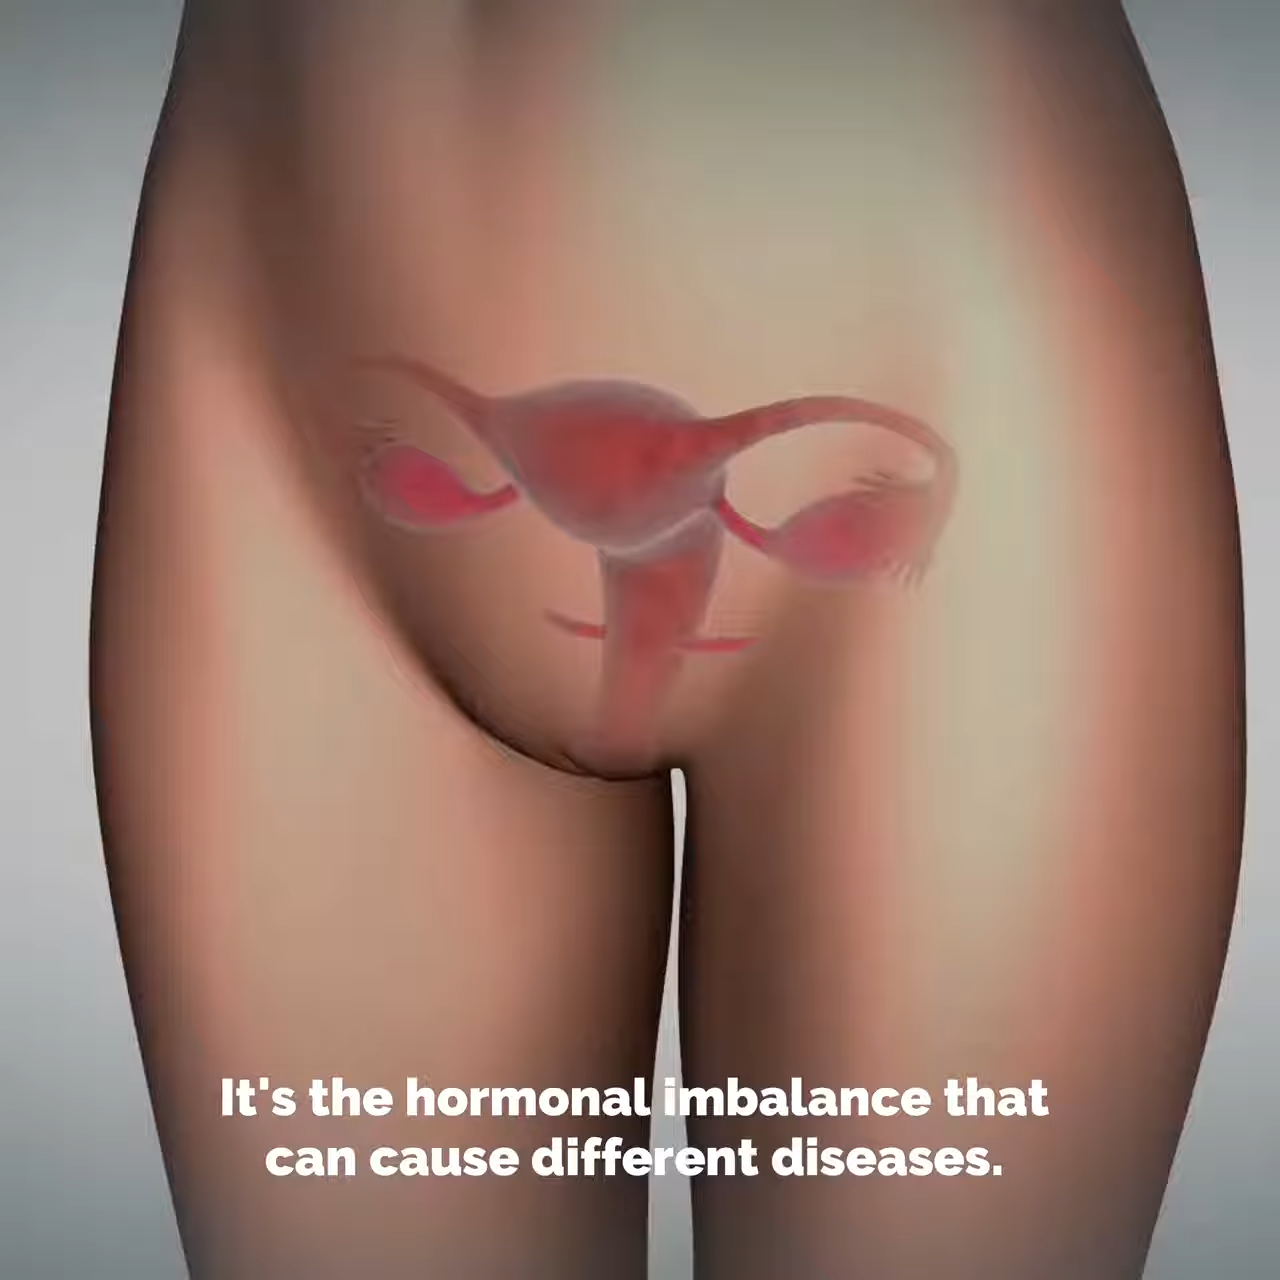 It's the hormonal imbalance that
can cause different diseases.